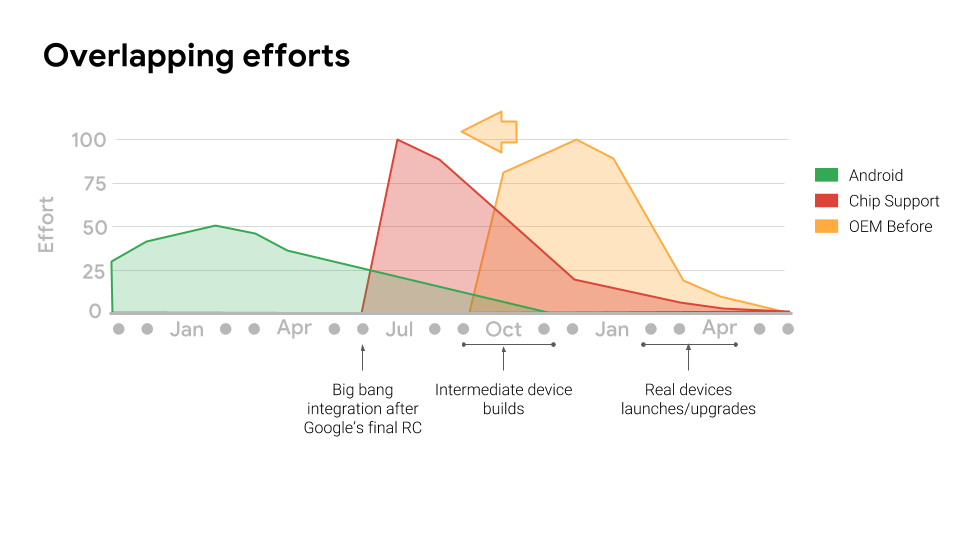 Overlapping efforts
100
75
50
25
0
Effort
Android
Chip Support
OEM Before
Jan
Apr
Jul
Oct
Jan
Apr
Big bang
integration after
Google's final RC
Intermediate device
builds
Real devices
launches/upgrades